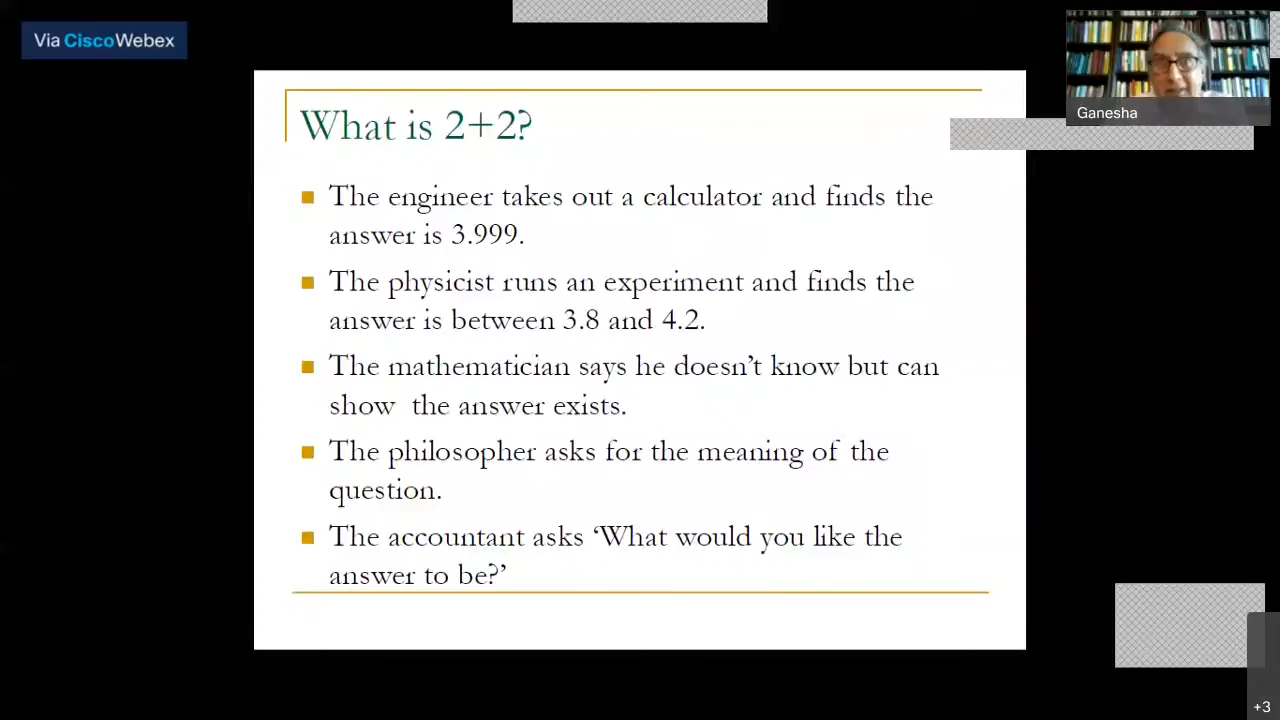 Via CiscoWebex
Ganesha
What is 2+2?
■ The engineer takes out a calculator and finds the
answer is 3.999.
■ The physicist runs an experiment and finds the
answer is between 3.8 and 4.2.
■ The mathematician says he doesn’t know but can
show the answer exists.
■ The philosopher asks for the meaning of the
question.
■ The accountant asks ‘What would you like the
answer to be?’
+3